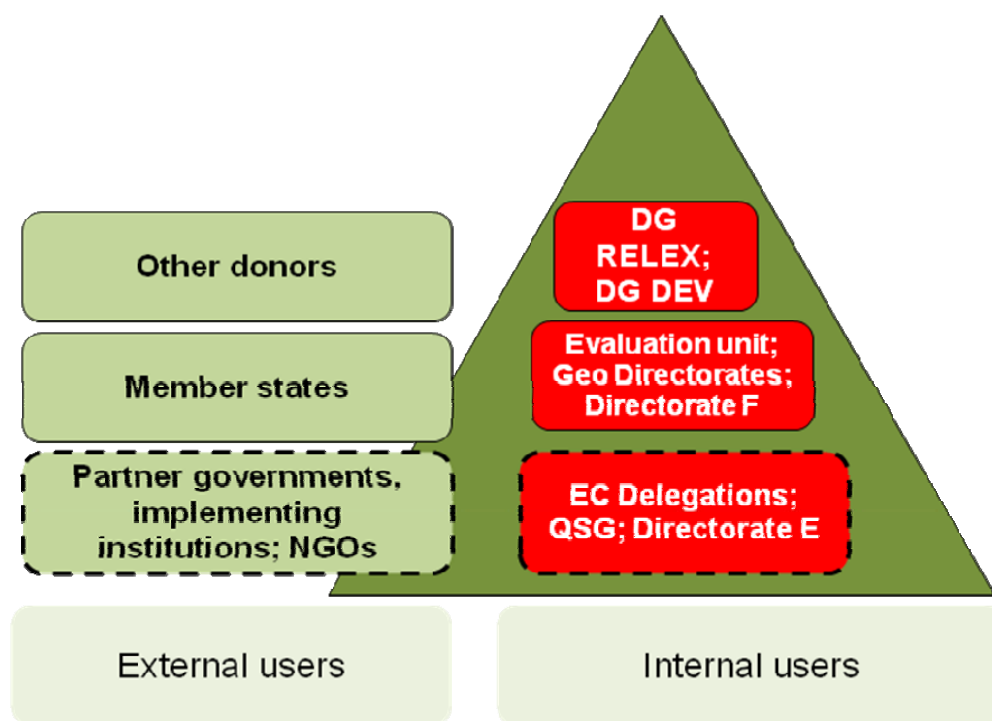 Other donors
DG
RELEX;
DG DEV
Member states
Evaluation unit;
Geo Directorates;
Directorate F
Partner governments,
implementing
institutions; NGOs
EC Delegations;
QSG; Directorate E
External users
Internal users